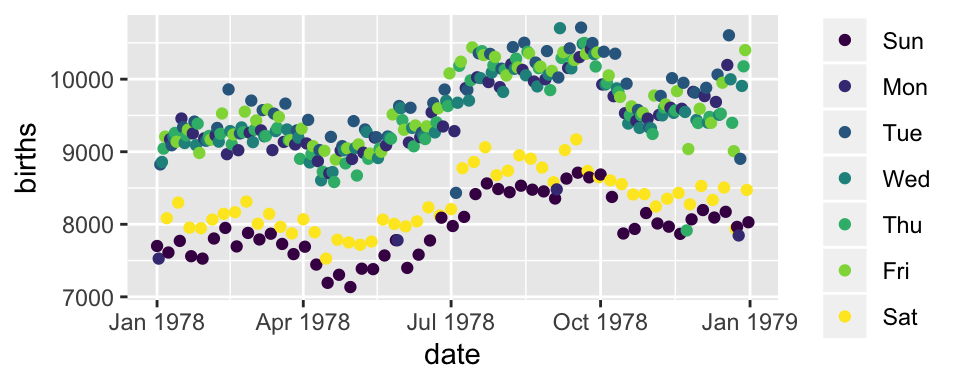 births
10000
9000
8000
7000
Jan 1978
Apr 1978
Jul 1978
Oct 1978
Jan 1979
date
Sun
Mon
Tue
Wed
Thu
Fri
Sat